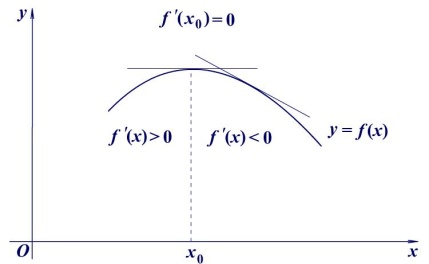 y
f ′(x₀) = 0
f ′(x) > 0
f ′(x) < 0
y = f(x)
O
x₀
x